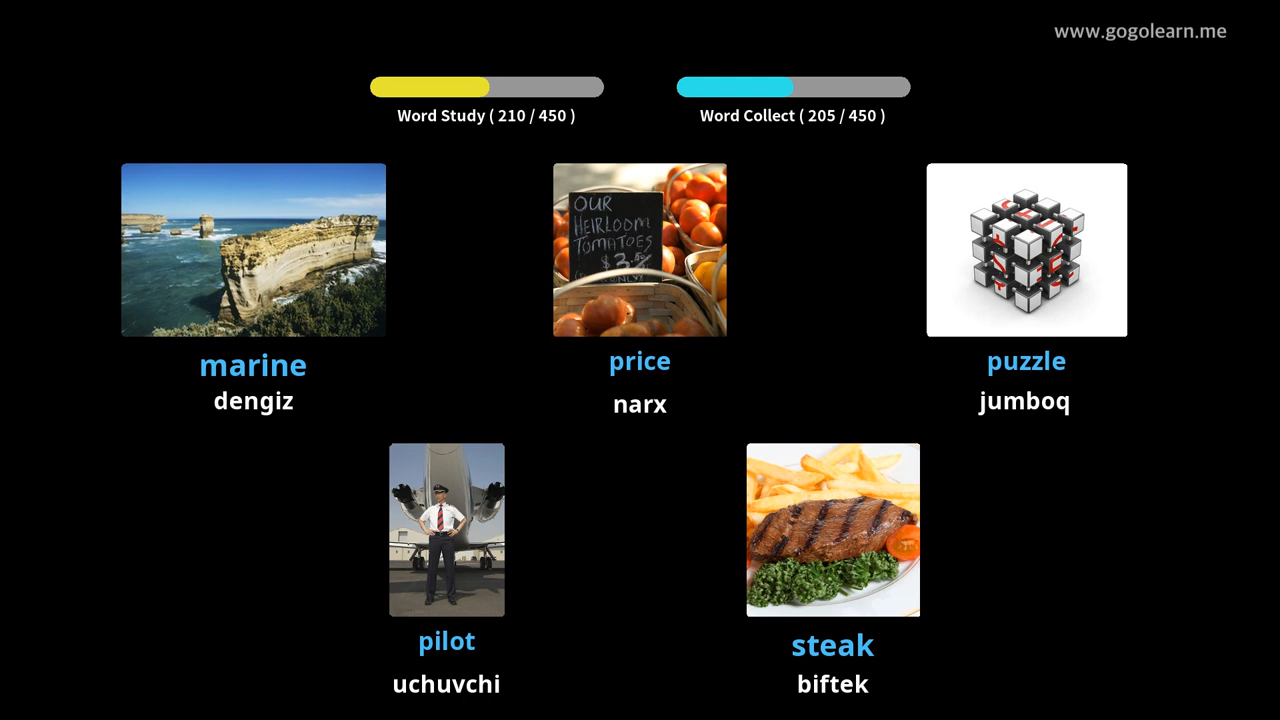 www.gogolearn.me
Word Study ( 210 / 450 )
Word Collect ( 205 / 450 )
OUR
HEIRLOOM
TOMATOES
marine
dengiz
price
narx
puzzle
jumboq
pilot
uchuvchi
steak
biftek